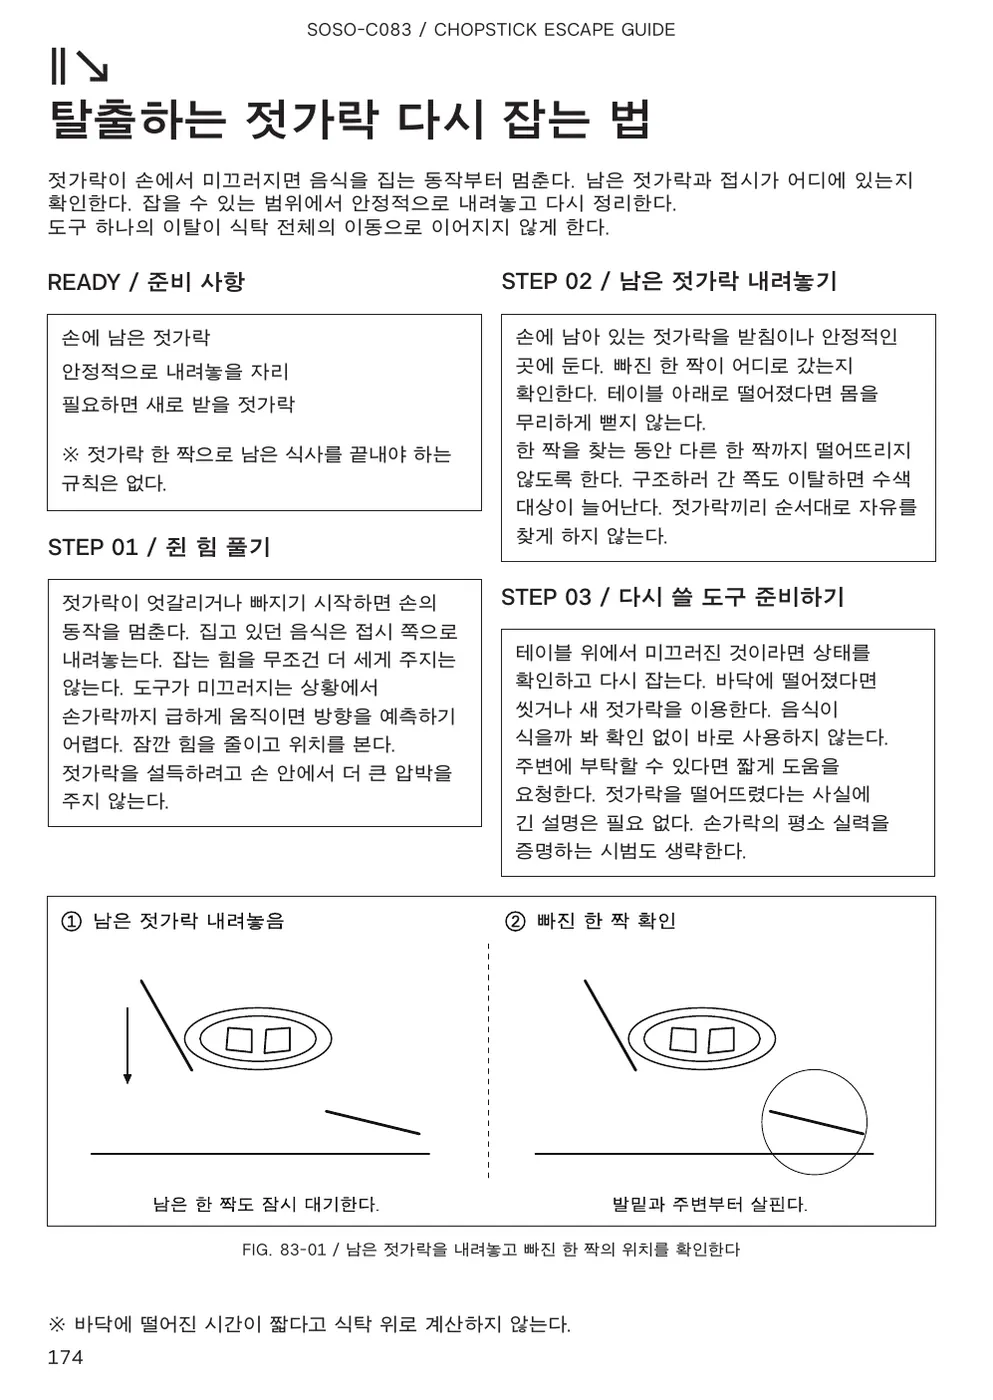 SOSO-C083 / CHOPSTICK ESCAPE GUIDE
탈출하는 젓가락 다시 잡는 법
젓가락이 손에서 미끄러지면 음식을 집는 동작부터 멈춘다. 남은 젓가락과 접시가 어디에 있는지
확인한다. 잡을 수 있는 범위에서 안정적으로 내려놓고 다시 정리한다.
도구 하나의 이탈이 식탁 전체의 이동으로 이어지지 않게 한다.
READY / 준비 사항
손에 남은 젓가락
안정적으로 내려놓을 자리
필요하면 새로 받을 젓가락
※ 젓가락 한 짝으로 남은 식사를 끝내야 하는
규칙은 없다.
STEP 01 / 쥔 힘 풀기
젓가락이 엇갈리거나 빠지기 시작하면 손의
동작을 멈춘다. 집고 있던 음식은 접시 쪽으로
내려놓는다. 잡는 힘을 무조건 더 세게 주지는
않는다. 도구가 미끄러지는 상황에서
손가락까지 급하게 움직이면 방향을 예측하기
어렵다. 잠깐 힘을 줄이고 위치를 본다.
젓가락을 설득하려고 손 안에서 더 큰 압박을
주지 않는다.
STEP 02 / 남은 젓가락 내려놓기
손에 남아 있는 젓가락을 받침이나 안정적인
곳에 둔다. 빠진 한 짝이 어디로 갔는지
확인한다. 테이블 아래로 떨어졌다면 몸을
무리하게 뻗지 않는다.
한 짝을 찾는 동안 다른 한 짝까지 떨어뜨리지
않도록 한다. 구조하러 간 쪽도 이탈하면 수색
대상이 늘어난다. 젓가락끼리 순서대로 자유를
찾게 하지 않는다.
STEP 03 / 다시 쓸 도구 준비하기
테이블 위에서 미끄러진 것이라면 상태를
확인하고 다시 잡는다. 바닥에 떨어졌다면
씻거나 새 젓가락을 이용한다. 음식이
식을까 봐 확인 없이 바로 사용하지 않는다.
주변에 부탁할 수 있다면 짧게 도움을
요청한다. 젓가락을 떨어뜨렸다는 사실에
긴 설명은 필요 없다. 손가락의 평소 실력을
증명하는 시범도 생략한다.
① 남은 젓가락 내려놓음
② 빠진 한 짝 확인
남은 한 짝도 잠시 대기한다.
발밑과 주변부터 살핀다.
FIG. 83-01 / 남은 젓가락을 내려놓고 빠진 한 짝의 위치를 확인한다
※ 바닥에 떨어진 시간이 짧다고 식탁 위로 계산하지 않는다.
174